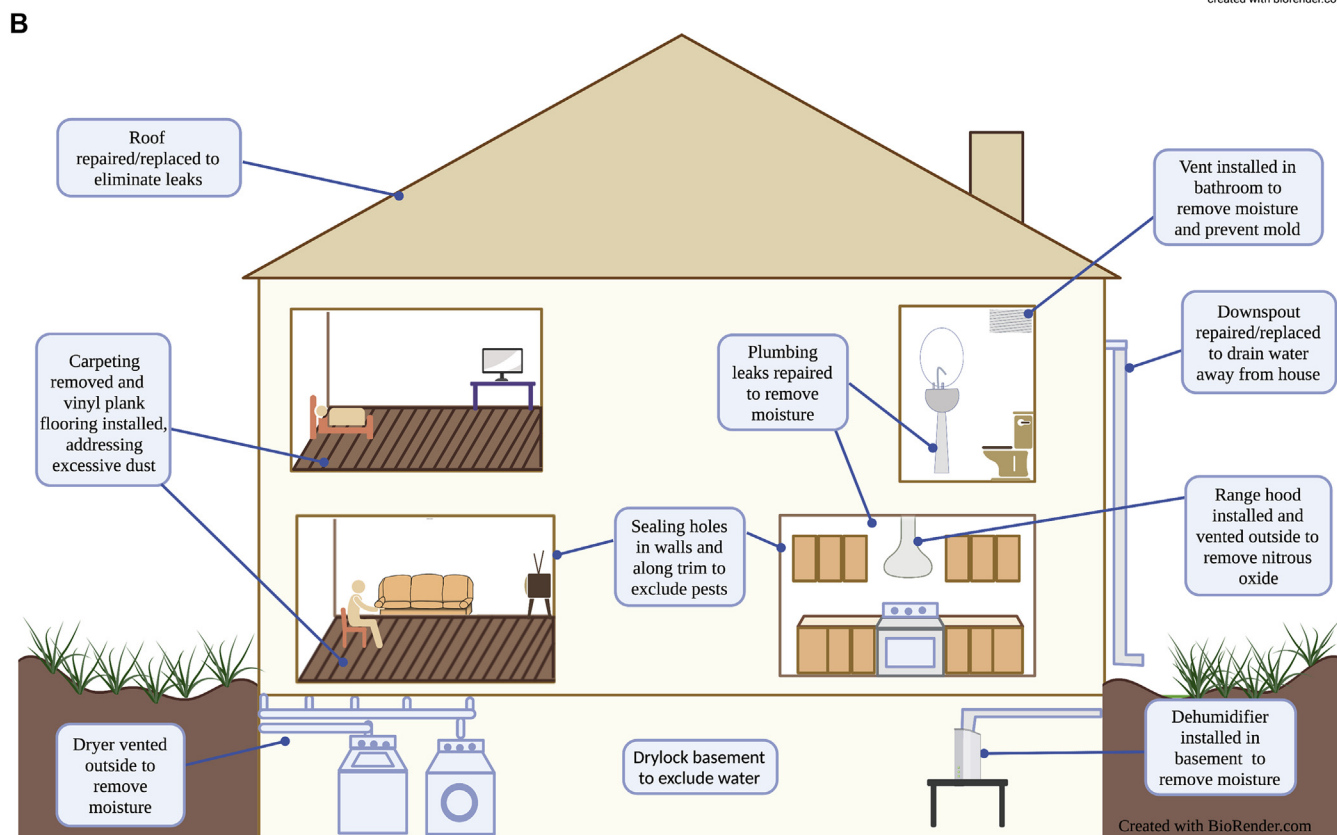 created with biorender.co
B
Roof
repaired/replaced to
eliminate leaks
Vent installed in
bathroom to
remove moisture
and prevent mold
Downspout
repaired/replaced
to drain water
away from house
Carpeting
removed and
vinyl plank
flooring installed,
addressing
excessive dust
Plumbing
leaks repaired
to remove
moisture
Range hood
installed and
vented outside to
remove nitrous
oxide
Sealing holes
in walls and
along trim to
exclude pests
Dryer vented
outside to
remove
moisture
Drylock basement
to exclude water
Dehumidifier
installed in
basement to
remove moisture
Created with BioRender.com